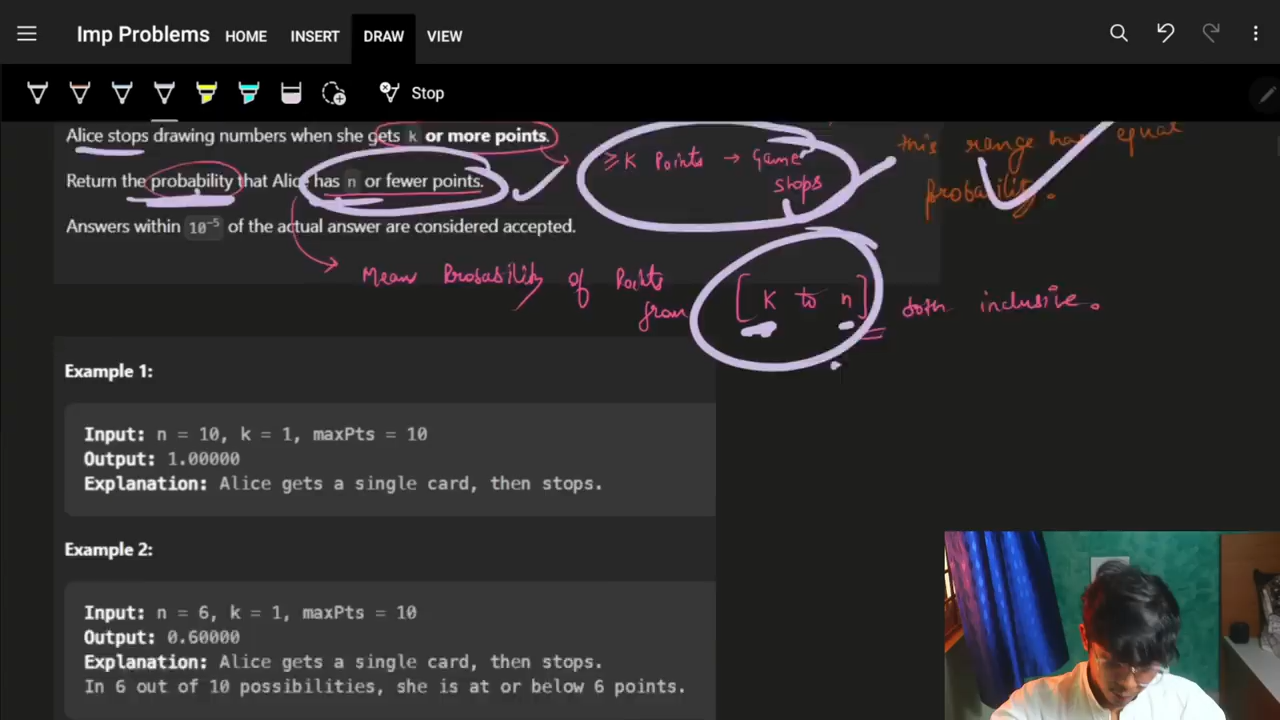 Imp Problems HOME INSERT DRAW VIEW
Stop
Alice stops drawing numbers when she gets k or more points.
≥K Points → Game stops
this range has equal probability.
Return the probability that Alice has n or fewer points.
Answers within 10⁻⁵ of the actual answer are considered accepted.
Mean Probability of Points from [K to n] both inclusive.
Example 1:
Input: n = 10, k = 1, maxPts = 10
Output: 1.00000
Explanation: Alice gets a single card, then stops.
Example 2:
Input: n = 6, k = 1, maxPts = 10
Output: 0.60000
Explanation: Alice gets a single card, then stops.
In 6 out of 10 possibilities, she is at or below 6 points.